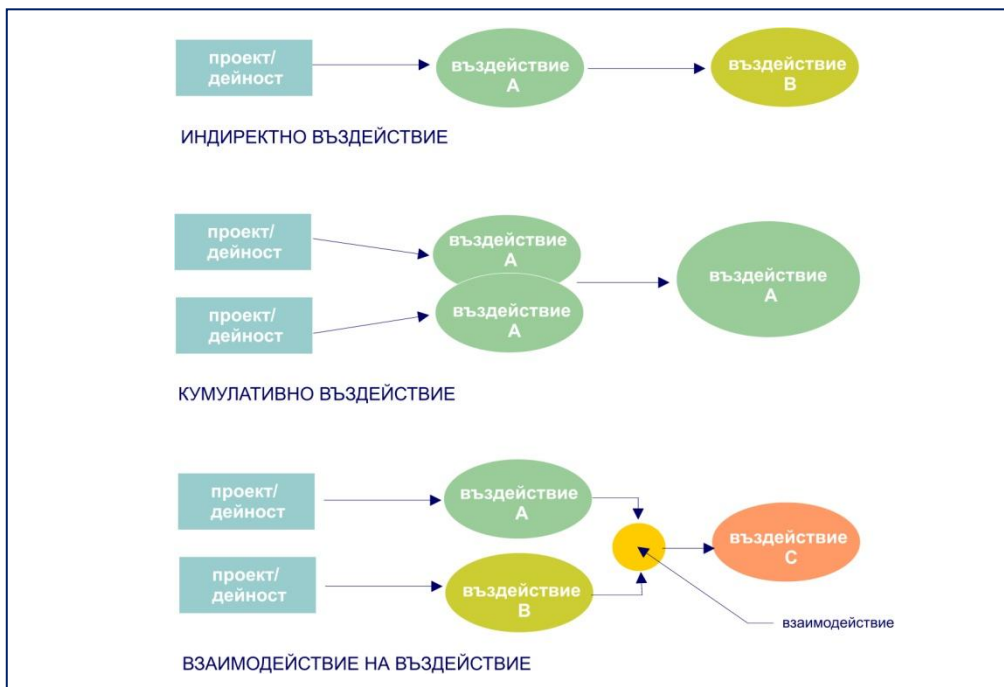 проект/
дейност
въздействие
А
въздействие
В
ИНДИРЕКТНО ВЪЗДЕЙСТВИЕ
проект/
дейност
въздействие
А
въздействие
А
проект/
дейност
въздействие
А
КУМУЛАТИВНО ВЪЗДЕЙСТВИЕ
проект/
дейност
въздействие
А
въздействие
С
проект/
дейност
въздействие
В
взаимодействие
ВЗАИМОДЕЙСТВИЕ НА ВЪЗДЕЙСТВИЕ